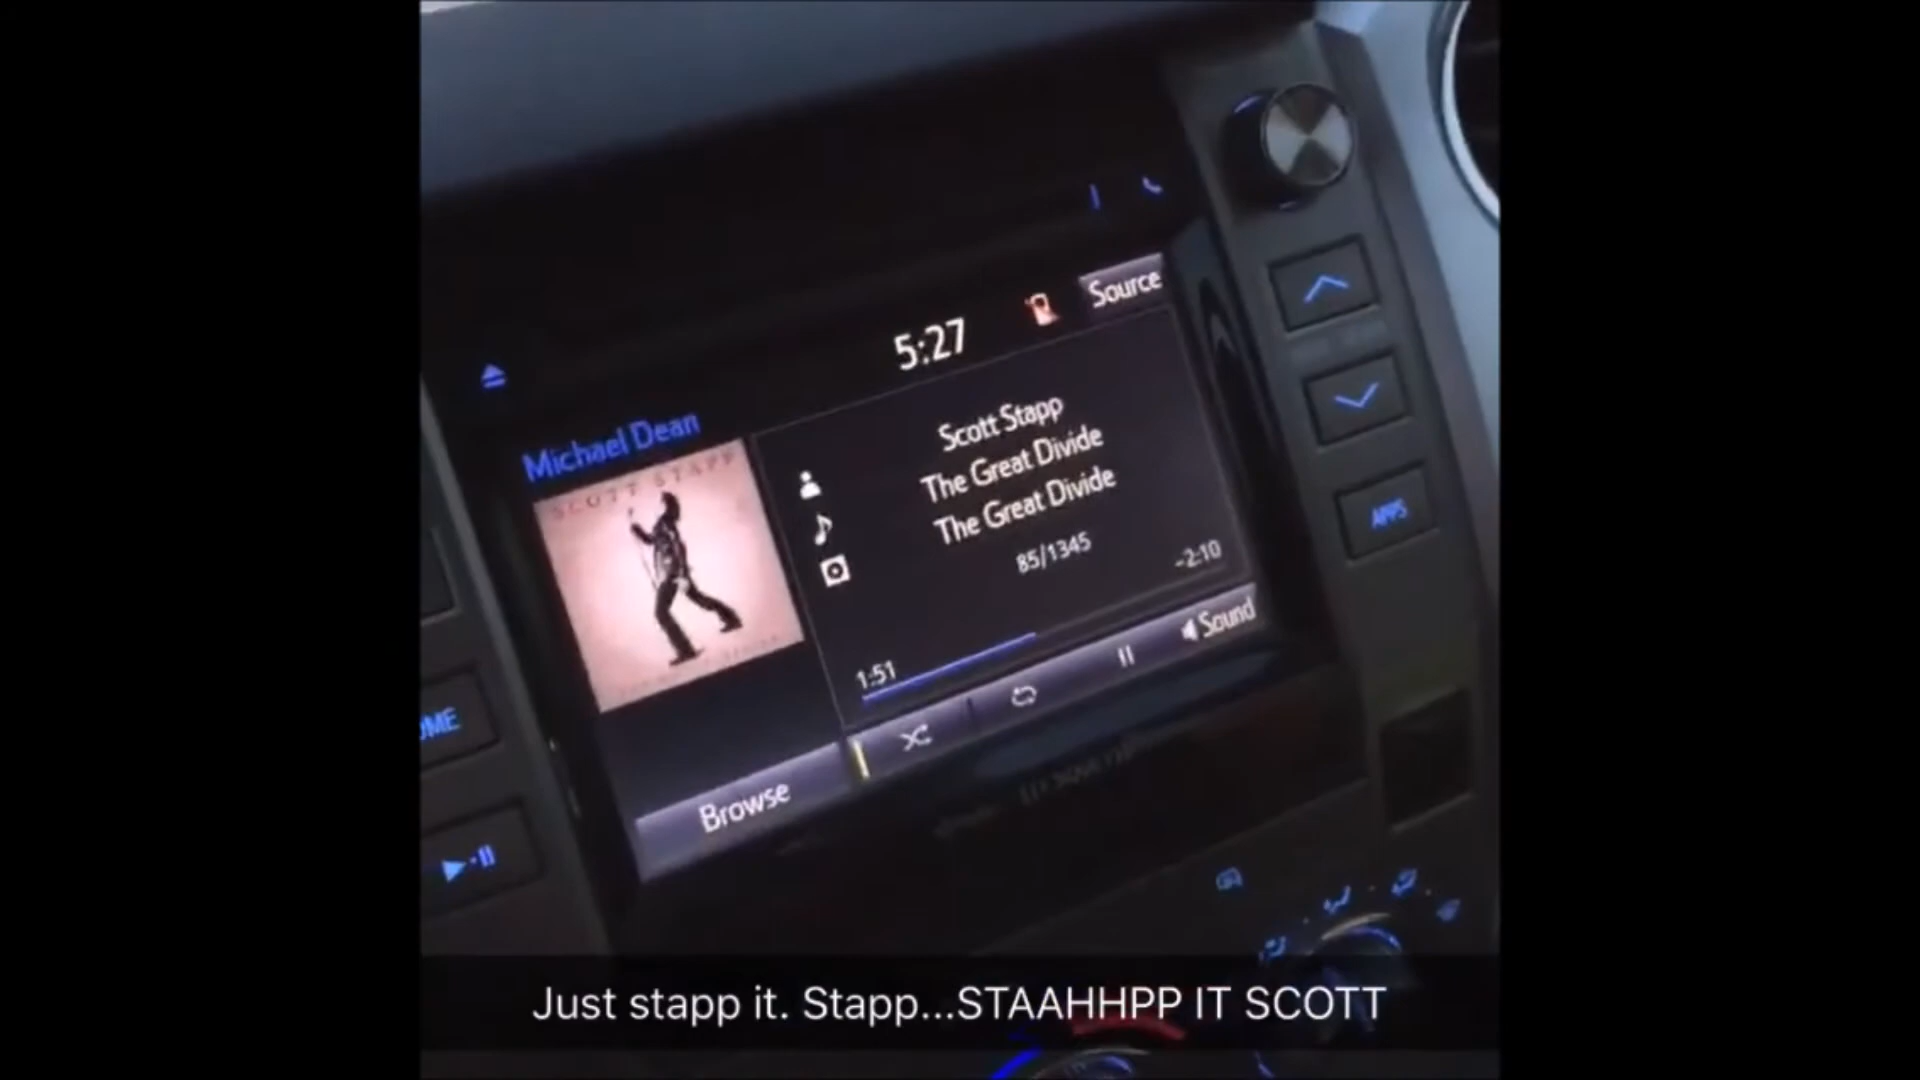 5:27
Source
Michael Dean
SCOTT STAPP
Scott Stapp
The Great Divide
The Great Divide
85/1345
1:51
-2:10
Sound
Browse
APPS
OME
Just stapp it. Stapp...STAAHHPP IT SCOTT